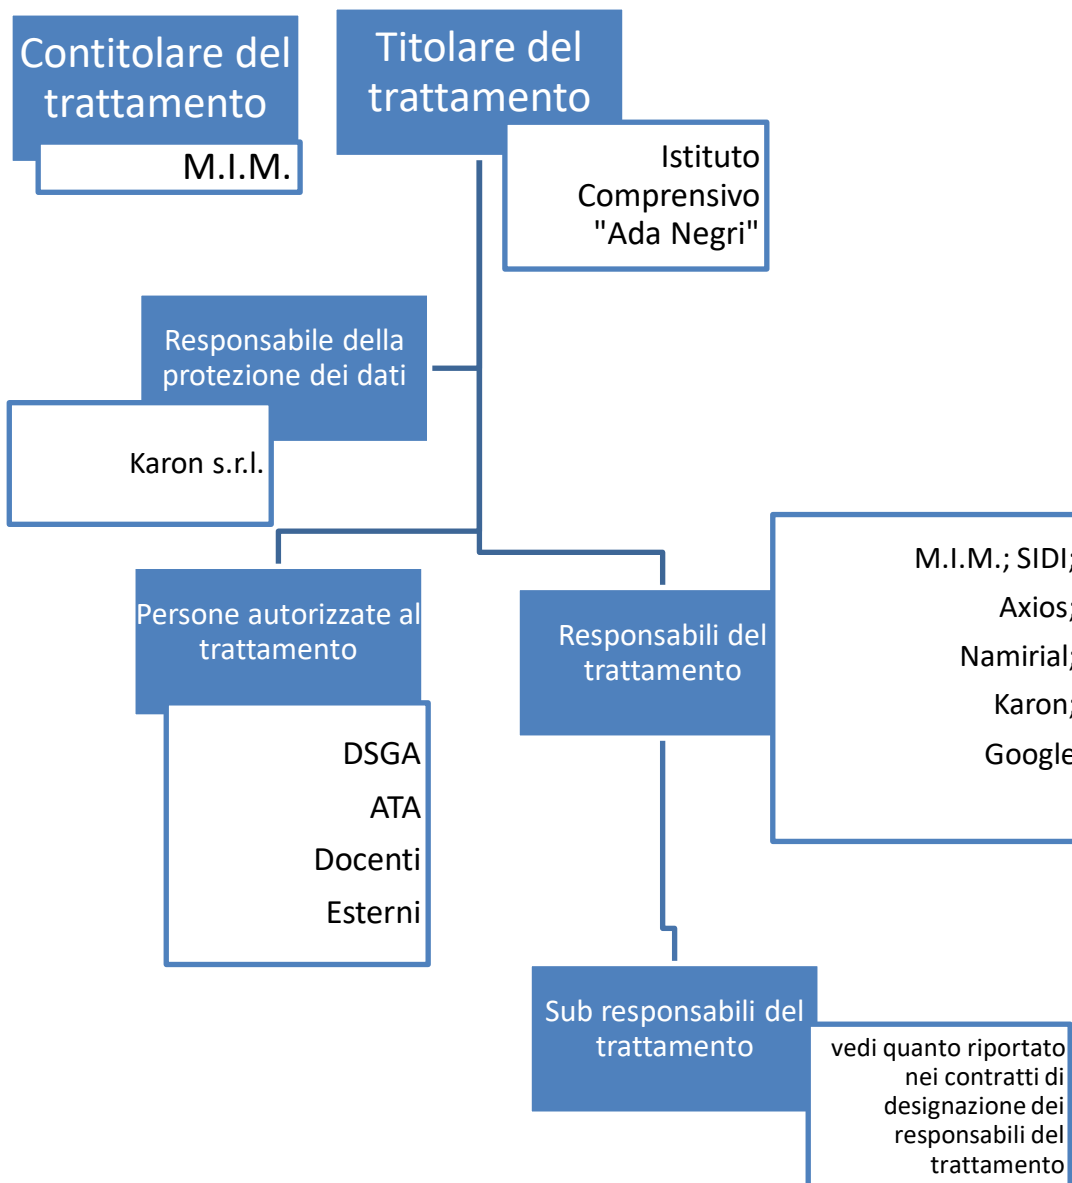 Contitolare del
trattamento
M.I.M.
Titolare del
trattamento
Istituto
Comprensivo
"Ada Negri"
Responsabile della
protezione dei dati
Karon s.r.l.
Persone autorizzate al
trattamento
DSGA
ATA
Docenti
Esterni
Responsabili del
trattamento
M.I.M.; SIDI;
Axios;
Namirial;
Karon;
Google
Sub responsabili del
trattamento
vedi quanto riportato
nei contratti di
designazione dei
responsabili del
trattamento